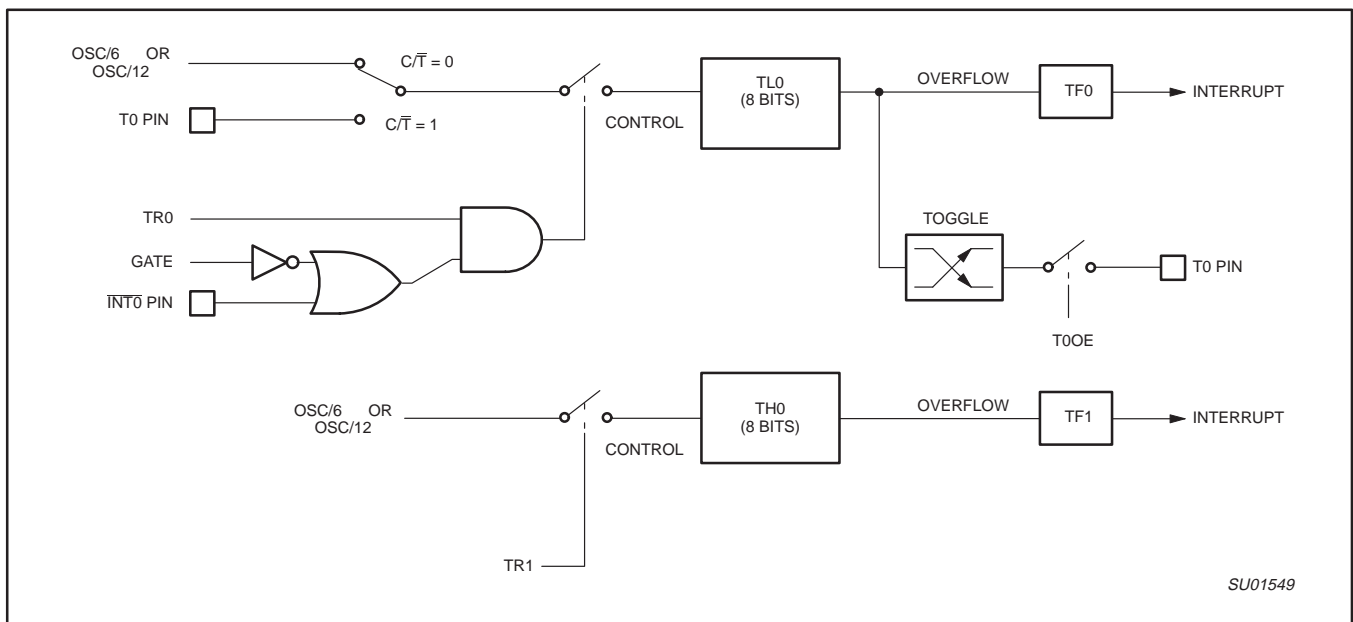 OSC/6 OR
OSC/12
C/T̅ = 0
T0 PIN
C/T̅ = 1
CONTROL
TL0
(8 BITS)
OVERFLOW
TF0
INTERRUPT
TR0
GATE
I̅N̅T̅0̅ PIN
TOGGLE
T0 PIN
T0OE
OSC/6 OR
OSC/12
CONTROL
TH0
(8 BITS)
OVERFLOW
TF1
INTERRUPT
TR1
SU01549